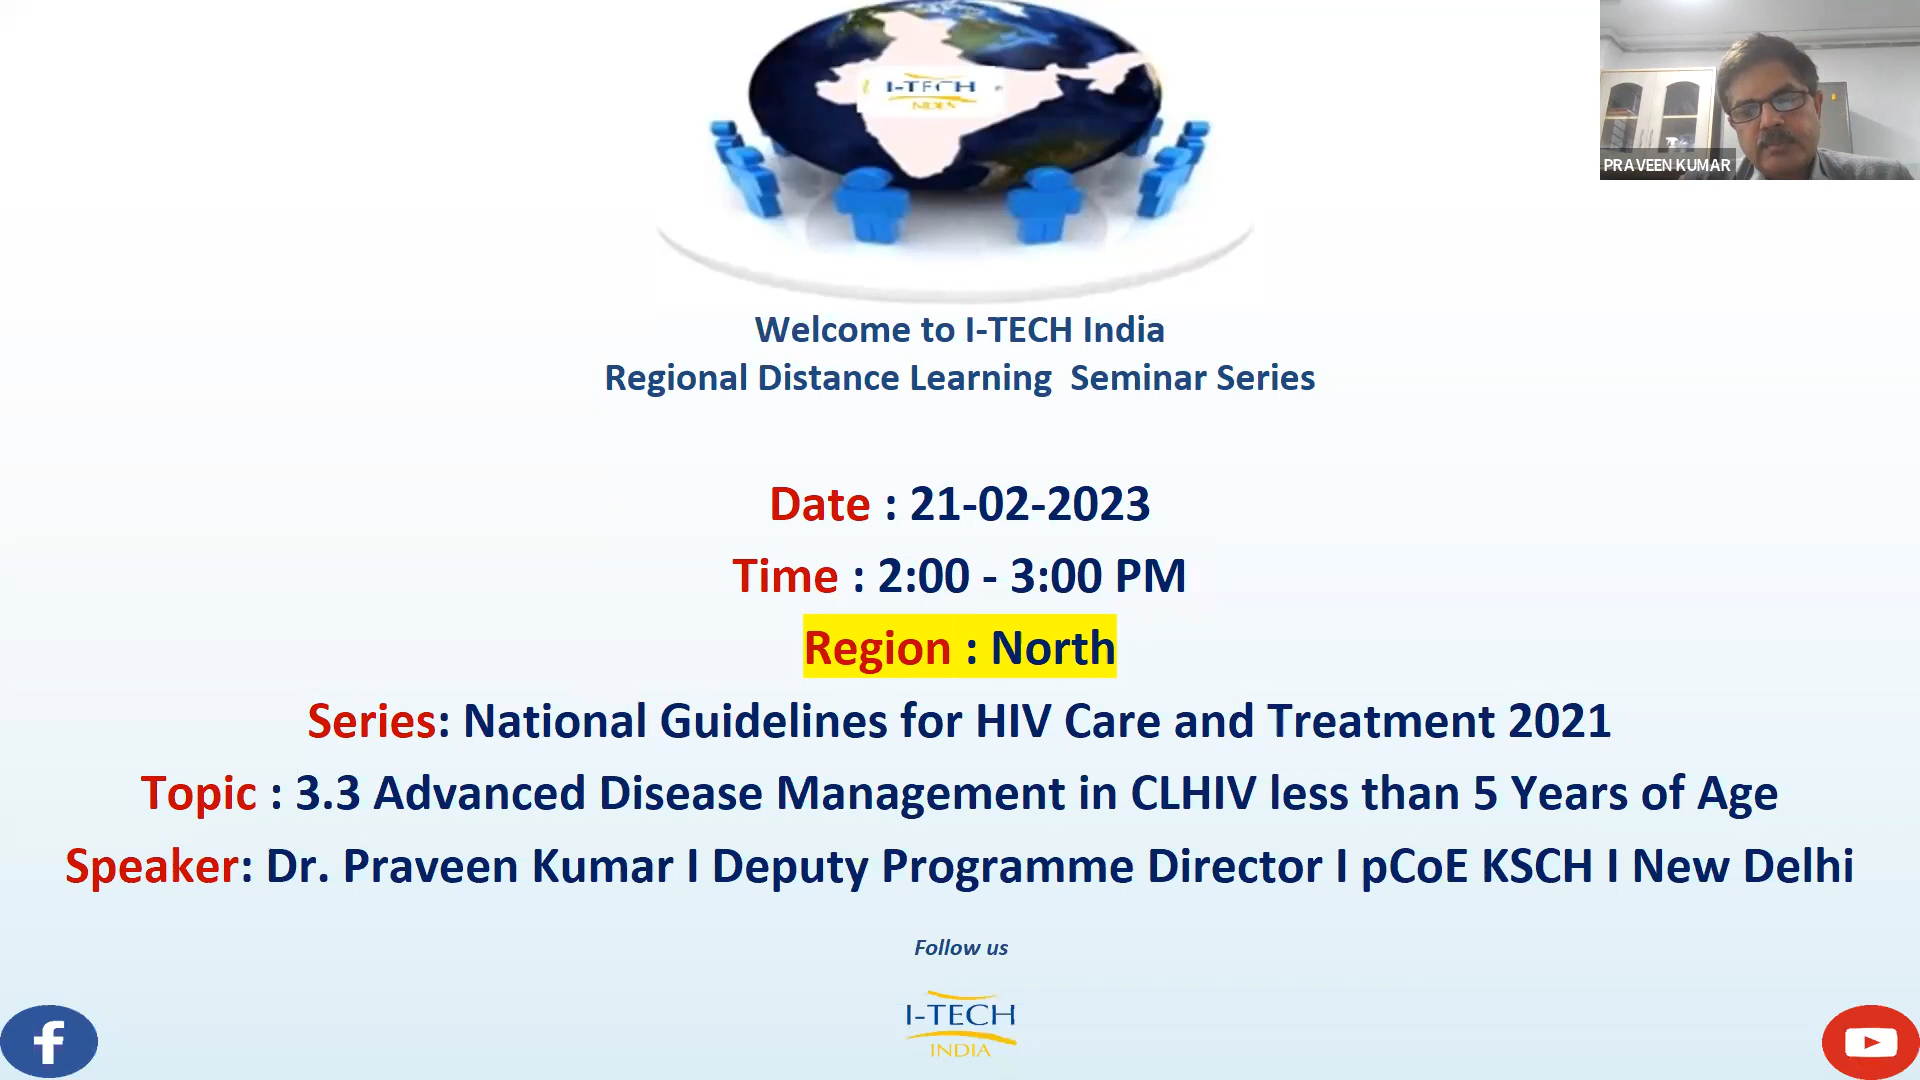 I-TECH
INDIA
PRAVEEN KUMAR
Welcome to I-TECH India
Regional Distance Learning Seminar Series
Date : 21-02-2023
Time : 2:00 - 3:00 PM
Region : North
Series: National Guidelines for HIV Care and Treatment 2021
Topic : 3.3 Advanced Disease Management in CLHIV less than 5 Years of Age
Speaker: Dr. Praveen Kumar I Deputy Programme Director I pCoE KSCH I New Delhi
Follow us
I-TECH
INDIA